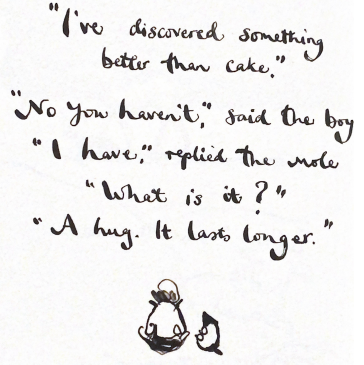 "I've discovered something
better than cake."
"No you haven't," said the boy
"I have," replied the mole
"What is it?"
"A hug. It lasts longer."